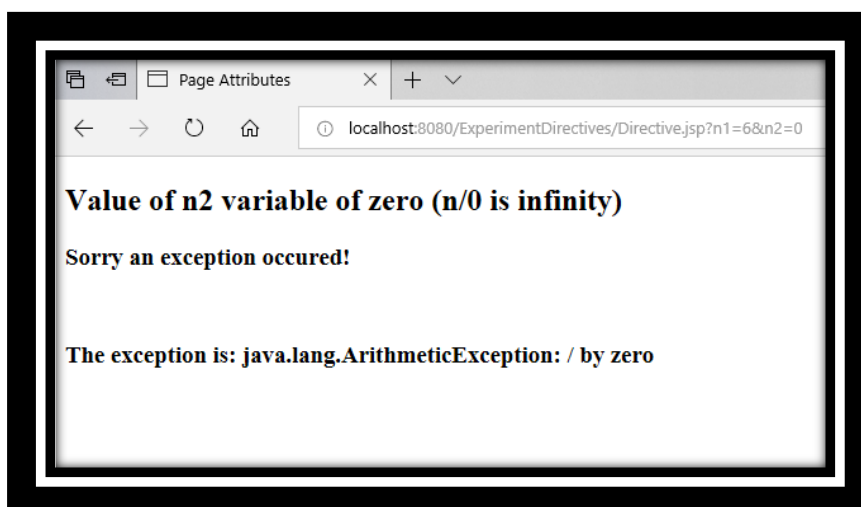 Page Attributes
localhost:8080/ExperimentDirectives/Directive.jsp?n1=6&n2=0
Value of n2 variable of zero (n/0 is infinity)
Sorry an exception occured!
The exception is: java.lang.ArithmeticException: / by zero